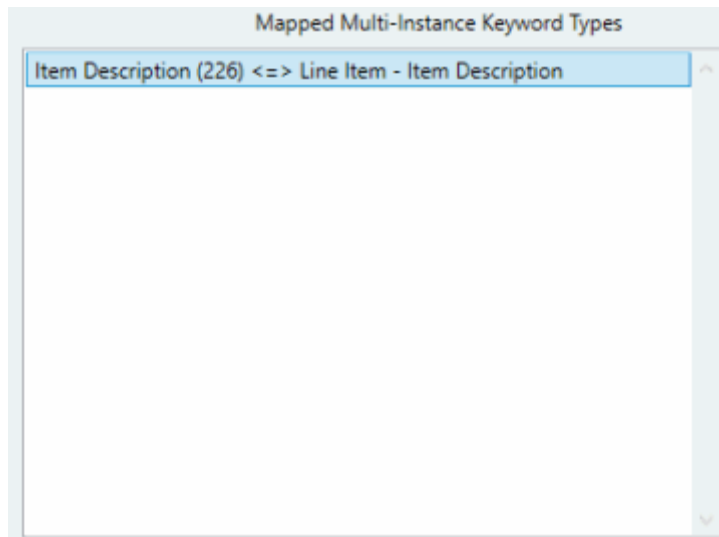 Mapped Multi-Instance Keyword Types
Item Description (226) <=> Line Item - Item Description